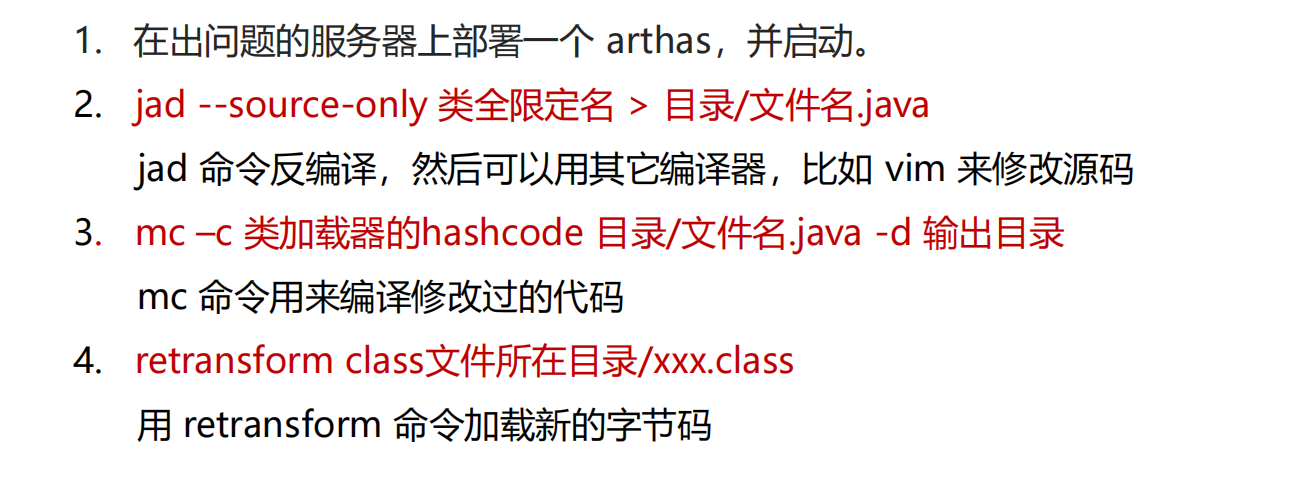 1. 在出问题的服务器上部署一个 arthas，并启动。
2. jad --source-only 类全限定名 > 目录/文件名.java
jad 命令反编译，然后可以用其它编译器，比如 vim 来修改源码
3. mc –c 类加载器的hashcode 目录/文件名.java -d 输出目录
mc 命令用来编译修改过的代码
4. retransform class文件所在目录/xxx.class
用 retransform 命令加载新的字节码